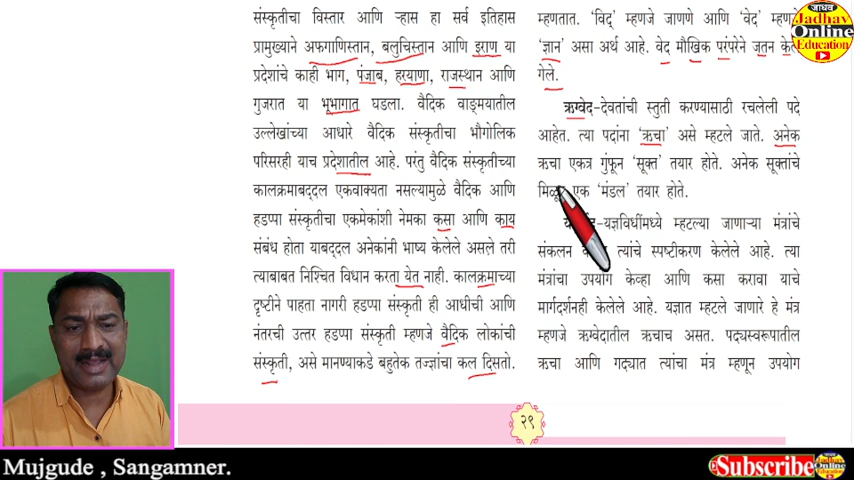 संस्कृतीचा विस्तार आणि ऱ्हास हा सर्व इतिहास
प्रामुख्याने अफगाणिस्तान, बलुचिस्तान आणि इराण या
प्रदेशांचे काही भाग, पंजाब, हरयाणा, राजस्थान आणि
गुजरात या भूभागात घडला. वैदिक वाङ्मयातील
उल्लेखांच्या आधारे वैदिक संस्कृतीचा भौगोलिक
परिसरही याच प्रदेशातील आहे. परंतु वैदिक संस्कृतीच्या
कालक्रमाबद्दल एकवाक्यता नसल्यामुळे वैदिक आणि
हडप्पा संस्कृतीचा एकमेकांशी नेमका कसा आणि काय
संबंध होता याबद्दल अनेकांनी भाष्य केलेले असले तरी
त्याबाबत निश्चित विधान करता येत नाही. कालक्रमाच्या
दृष्टीने पाहता नागरी हडप्पा संस्कृती ही आधीची आणि
नंतरची उत्तर हडप्पा संस्कृती म्हणजे वैदिक लोकांची
संस्कृती, असे मानण्याकडे बहुतेक तज्ज्ञांचा कल दिसतो.
म्हणतात. ‘विद्’ म्हणजे जाणणे आणि ‘वेद’ म्हणजे
‘ज्ञान’ असा अर्थ आहे. वेद मौखिक परंपरेने जतन केले
गेले.
ऋग्वेद-देवतांची स्तुती करण्यासाठी रचलेली पदे
आहेत. त्या पदांना ‘ऋचा’ असे म्हटले जाते. अनेक
ऋचा एकत्र गुंफून ‘सूक्त’ तयार होते. अनेक सूक्तांचे
मिळून एक ‘मंडल’ तयार होते.
-यज्ञविधींमध्ये म्हटल्या जाणाऱ्या मंत्रांचे
संकलन त्यांचे स्पष्टीकरण केलेले आहे. त्या
मंत्रांचा उपयोग केव्हा आणि कसा करावा याचे
मार्गदर्शनही केलेले आहे. यज्ञात म्हटले जाणारे हे मंत्र
म्हणजे ऋग्वेदातील ऋचाच असत. पद्यस्वरूपातील
ऋचा आणि गद्यात त्यांचा मंत्र म्हणून उपयोग
२९
जाधव
Jadhav
Online
Education
Mujgude , Sangamner.
Subscribe
जाधव
Jadhav
Online
Education